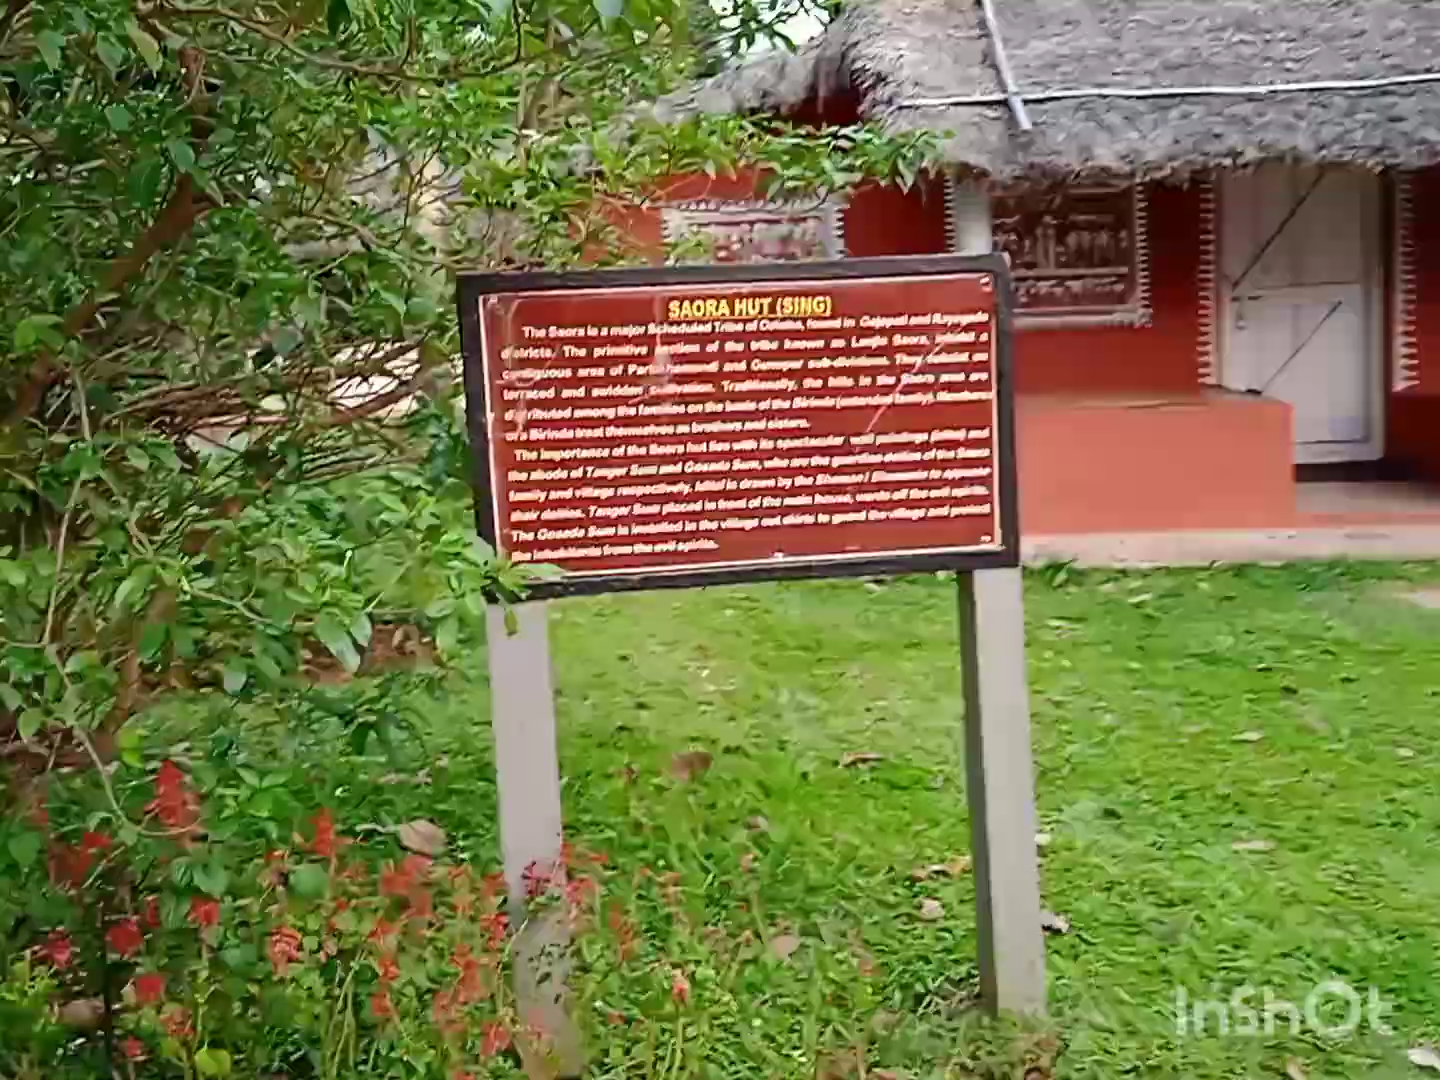 SAORA HUT (SING)
The Saora is a major Scheduled Tribe of Odisha, found in Gajapati and Rayagada
districts. The primitive section of the tribe known as Lanjia Saora, inhabit a
contiguous area of Parlakhemundi and Gunupur sub-divisions. They subsist on
terraced and swidden cultivation. Traditionally, the hills in the Saora area are
distributed among the families on the basis of the Birinda (extended family). Members
of a Birinda treat themselves as brothers and sisters.
The importance of the Saora hut lies with its spectacular wall paintings (Idital) and
the abode of Tangor Sum and Gosada Sum, who are the guardian deities of the Saora
family and village respectively. Idital is drawn by the Shaman / Shamanin to appease
their deities. Tangor Sum placed in front of the main house, wards off the evil spirits.
The Gosada Sum is installed in the village out skirts to guard the village and protect
the inhabitants from the evil spirits.
InShOt